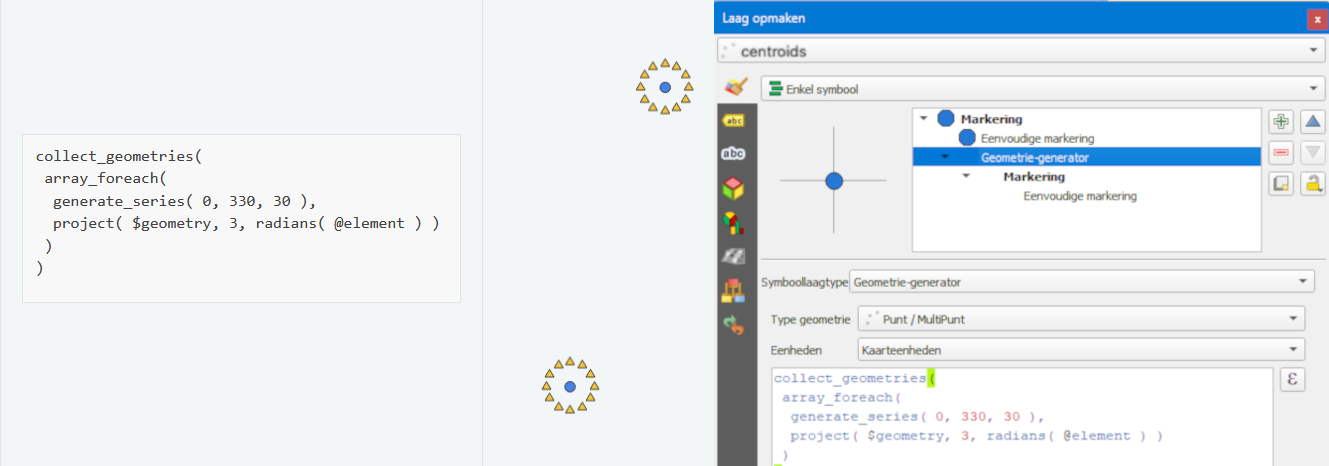 collect_geometries(
array_foreach(
generate_series( 0, 330, 30 ),
project( $geometry, 3, radians( @element ) )
)
)
Laag opmaken
x
centroids
Enkel symbool
abc
abc
Markering
Eenvoudige markering
Geometrie-generator
Markering
Eenvoudige markering
Symboollaagtype Geometrie-generator
Type geometrie Punt / MultiPunt
Eenheden Kaarteenheden
collect_geometries(
array_foreach(
generate_series( 0, 330, 30 ),
project( $geometry, 3, radians( @element ) )
)
ε